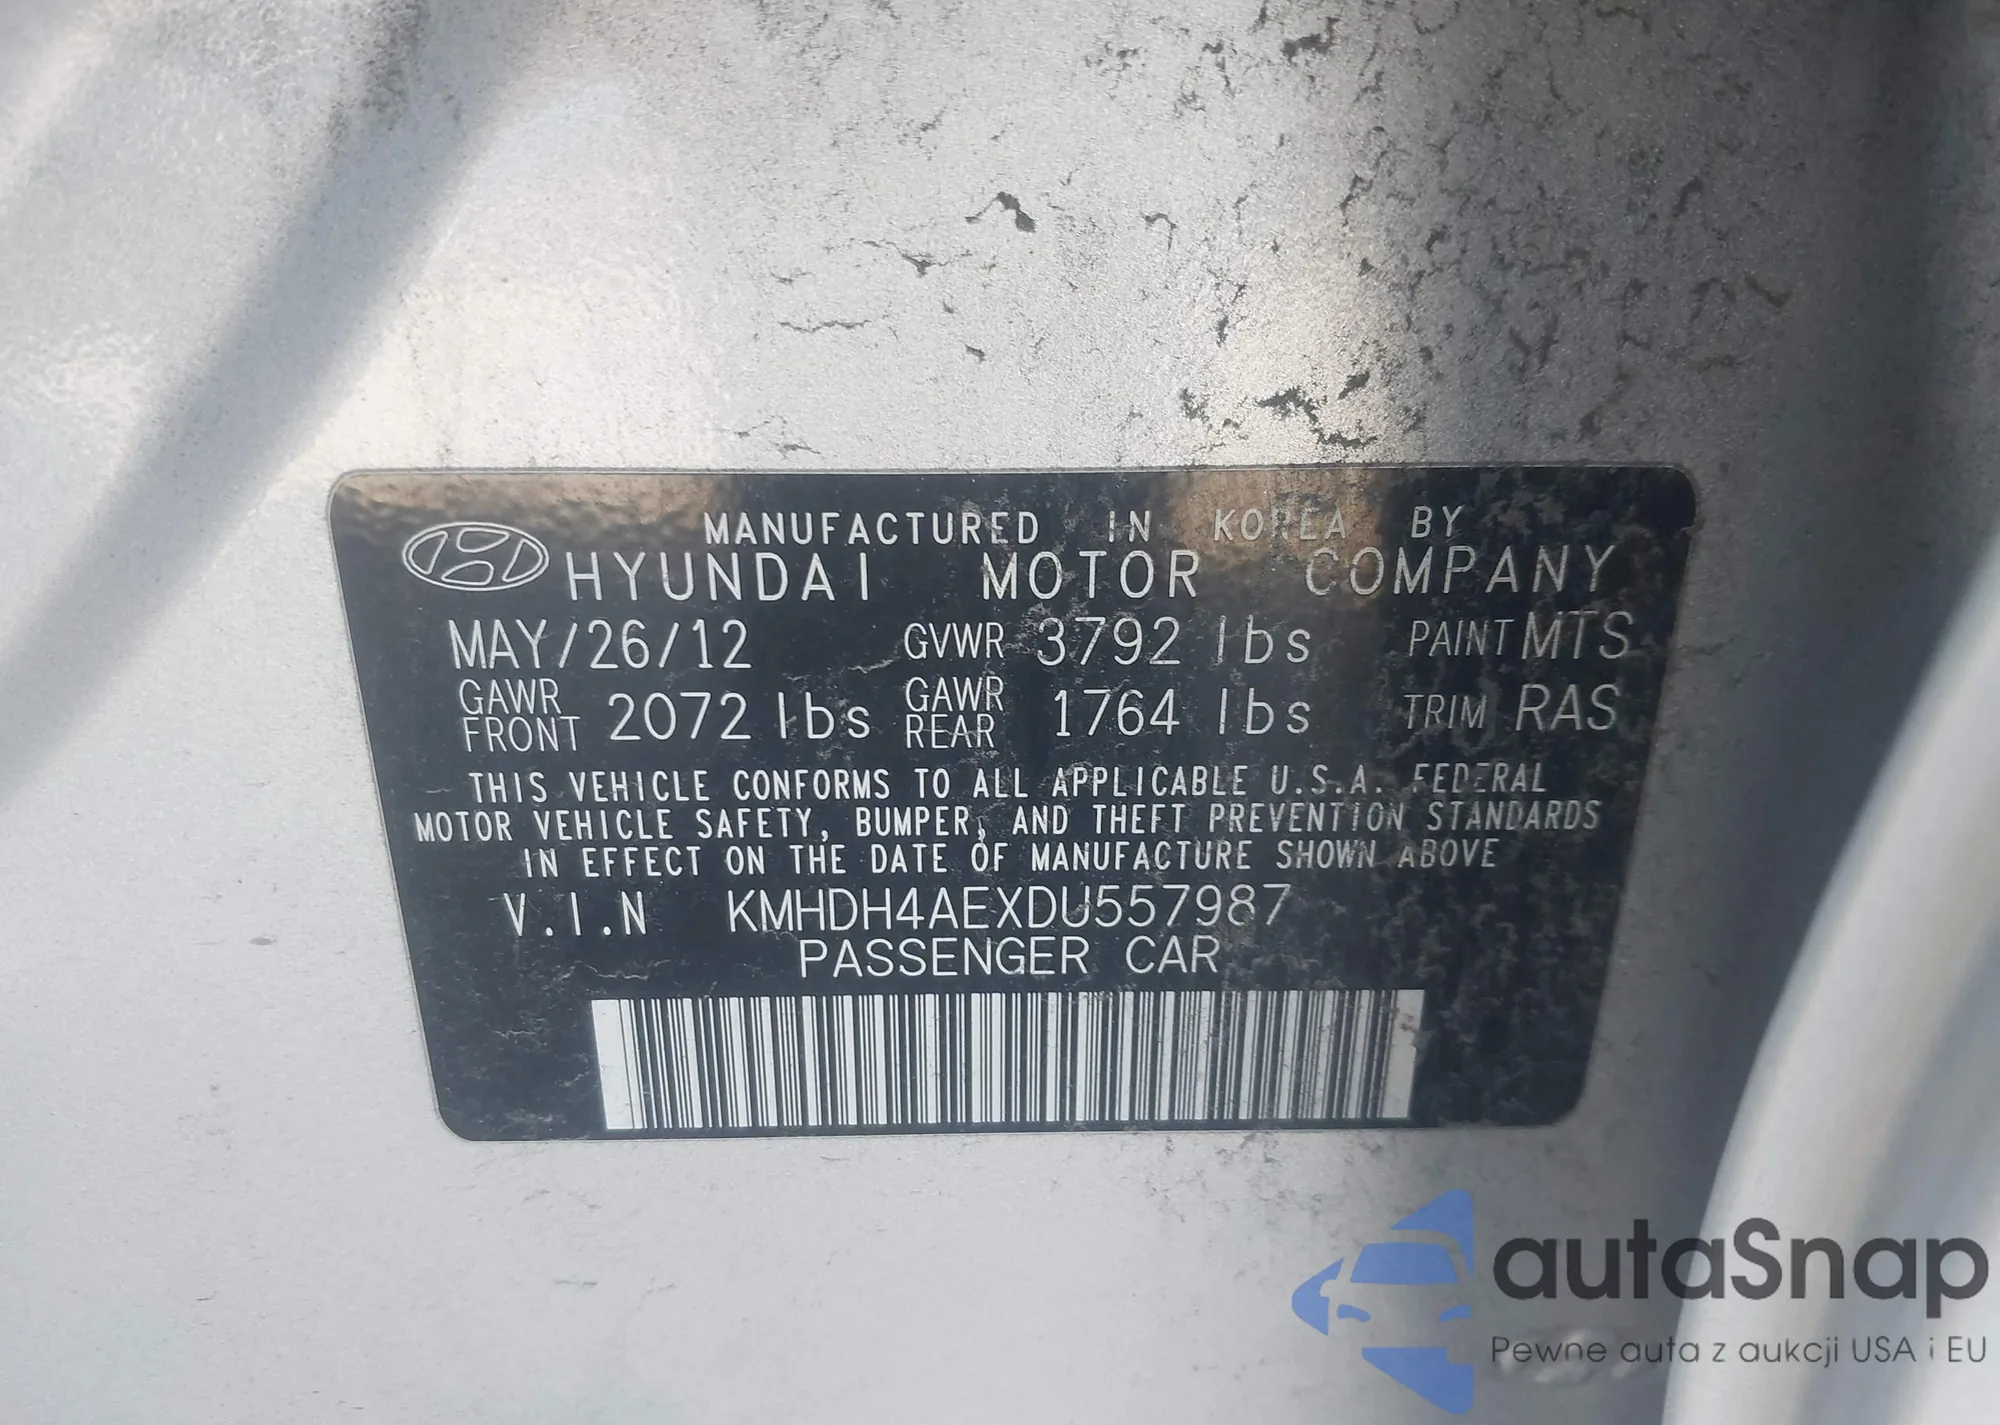 MANUFACTURED IN KOREA BY
HYUNDAI MOTOR COMPANY
MAY/26/12 GVWR 3792 lbs PAINT MTS
GAWR FRONT 2072 lbs GAWR REAR 1764 lbs TRIM RAS
THIS VEHICLE CONFORMS TO ALL APPLICABLE U.S.A. FEDERAL
MOTOR VEHICLE SAFETY, BUMPER, AND THEFT PREVENTION STANDARDS
IN EFFECT ON THE DATE OF MANUFACTURE SHOWN ABOVE
V.I.N KMHDH4AEXDU557987
PASSENGER CAR
autaSnap
Pewne auta z aukcji USA i EU